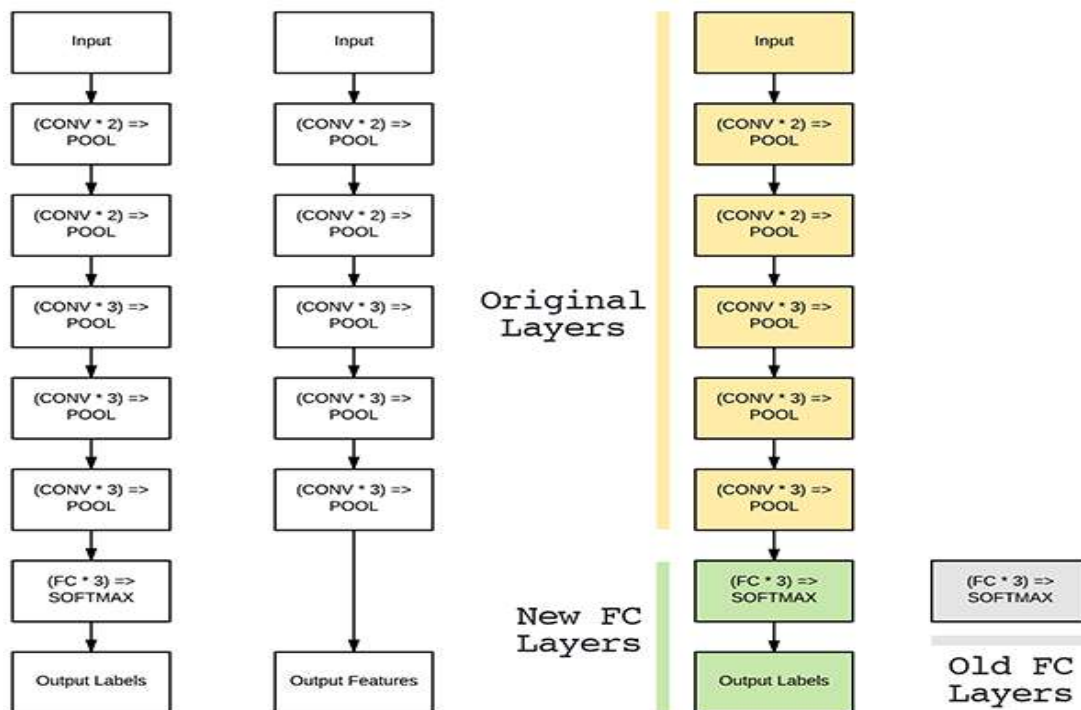 Input
(CONV * 2) =>
POOL
(CONV * 2) =>
POOL
(CONV * 3) =>
POOL
(CONV * 3) =>
POOL
(CONV * 3) =>
POOL
(FC * 3) =>
SOFTMAX
Output Labels
Input
(CONV * 2) =>
POOL
(CONV * 2) =>
POOL
(CONV * 3) =>
POOL
(CONV * 3) =>
POOL
(CONV * 3) =>
POOL
Output Features
Original
Layers
New FC
Layers
Input
(CONV * 2) =>
POOL
(CONV * 2) =>
POOL
(CONV * 3) =>
POOL
(CONV * 3) =>
POOL
(CONV * 3) =>
POOL
(FC * 3) =>
SOFTMAX
Output Labels
(FC * 3) =>
SOFTMAX
Old FC
Layers